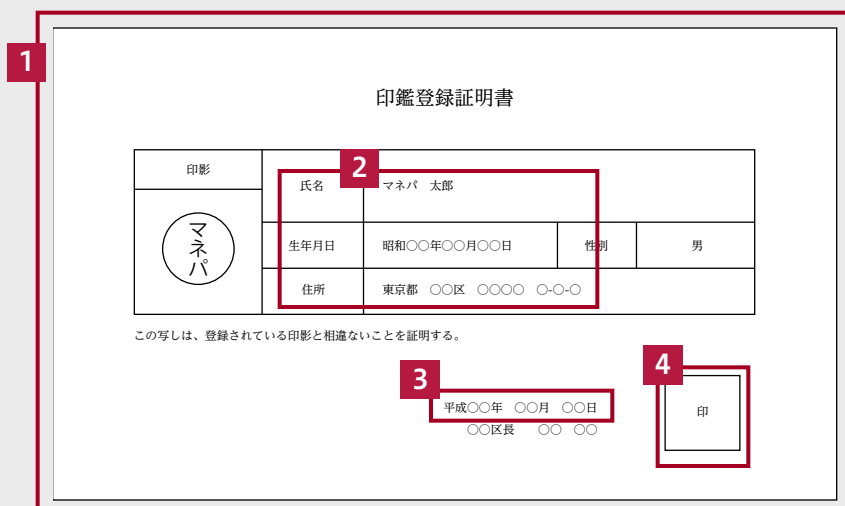 1
印鑑登録証明書
印影
2
氏名
マネパ 太郎
マネパ
生年月日
昭和○○年○○月○○日
性別
男
住所
東京都 ○○区 ○○○○ ○-○-○
この写しは、登録されている印影と相違ないことを証明する。
3
平成○○年 ○○月 ○○日
○○区長 ○○ ○○
4
印